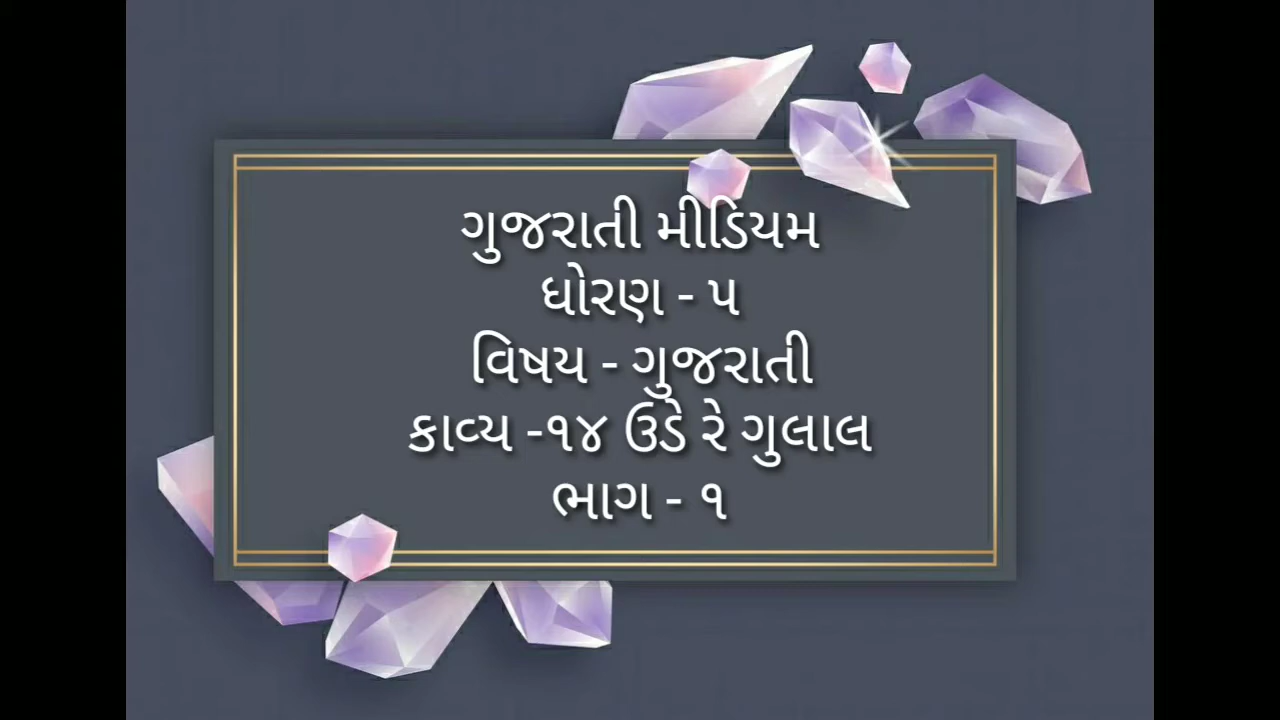 ગુજરાતી મીડિયમ
ધોરણ - ૫
વિષય - ગુજરાતી
કાવ્ય -૧૪ ઉડે રે ગુલાલ
ભાગ - ૧